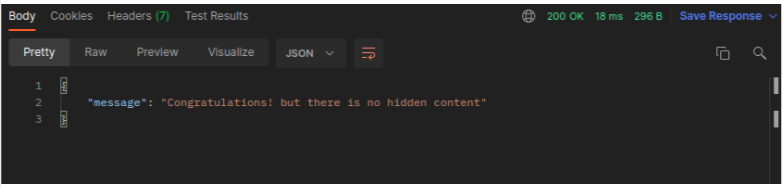 Body Cookies Headers (7) Test Results 200 OK 18 ms 296 B Save Response
Pretty Raw Preview Visualize JSON
1 {
2 "message": "Congratulations! but there is no hidden content"
3 }